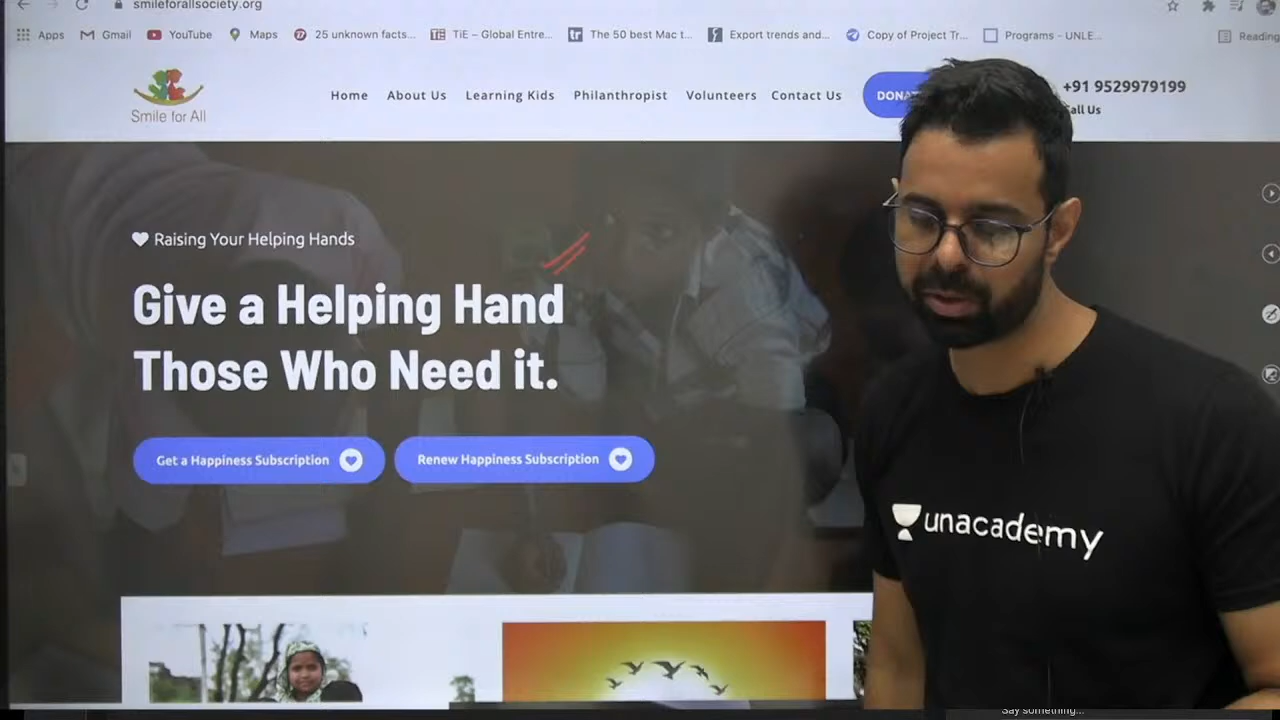 smileforallsociety.org
Apps Gmail YouTube Maps 25 unknown facts... TiE – Global Entre... The 50 best Mac t... Export trends and... Copy of Project Tr... Programs - UNLE... Reading
Smile for All
Home About Us Learning Kids Philanthropist Volunteers Contact Us
+91 9529979199
Call Us
Raising Your Helping Hands
Give a Helping Hand
Those Who Need it.
Get a Happiness Subscription
Renew Happiness Subscription
unacademy
Say something...